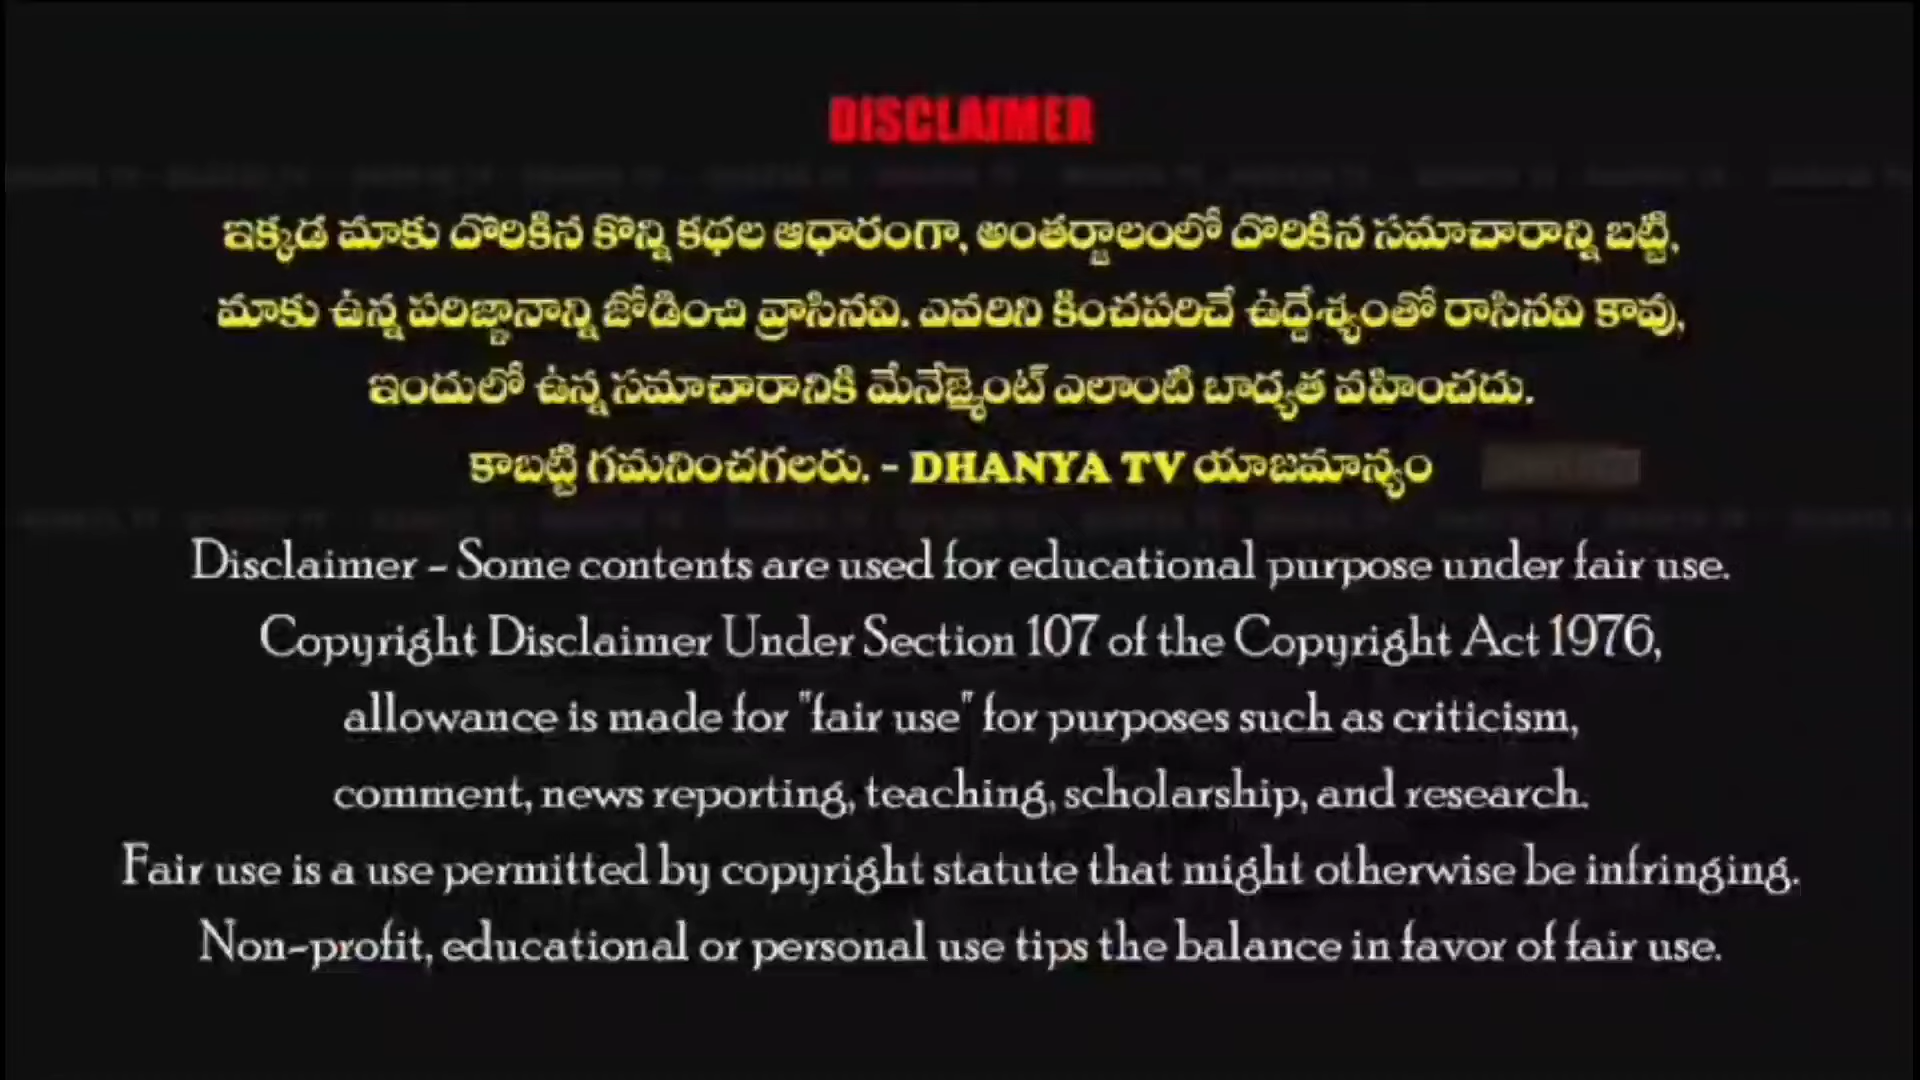 DISCLAIMER
ఇక్కడ మాకు దొరికిన కొన్ని కథల ఆధారంగా, అంతర్జాలంలో దొరికిన సమాచారాన్ని బట్టి,
మాకు ఉన్న పరిజ్ఞానాన్ని జోడించి వ్రాసినవి. ఎవరిని కించపరిచే ఉద్దేశ్యంతో రాసినవి కావు,
ఇందులో ఉన్న సమాచారానికి మేనేజ్మెంట్ ఎలాంటి బాద్యత వహించదు.
కాబట్టి గమనించగలరు. - DHANYA TV యాజమాన్యం
Disclaimer - Some contents are used for educational purpose under fair use.
Copyright Disclaimer Under Section 107 of the Copyright Act 1976,
allowance is made for "fair use" for purposes such as criticism,
comment, news reporting, teaching, scholarship, and research.
Fair use is a use permitted by copyright statute that might otherwise be infringing.
Non-profit, educational or personal use tips the balance in favor of fair use.